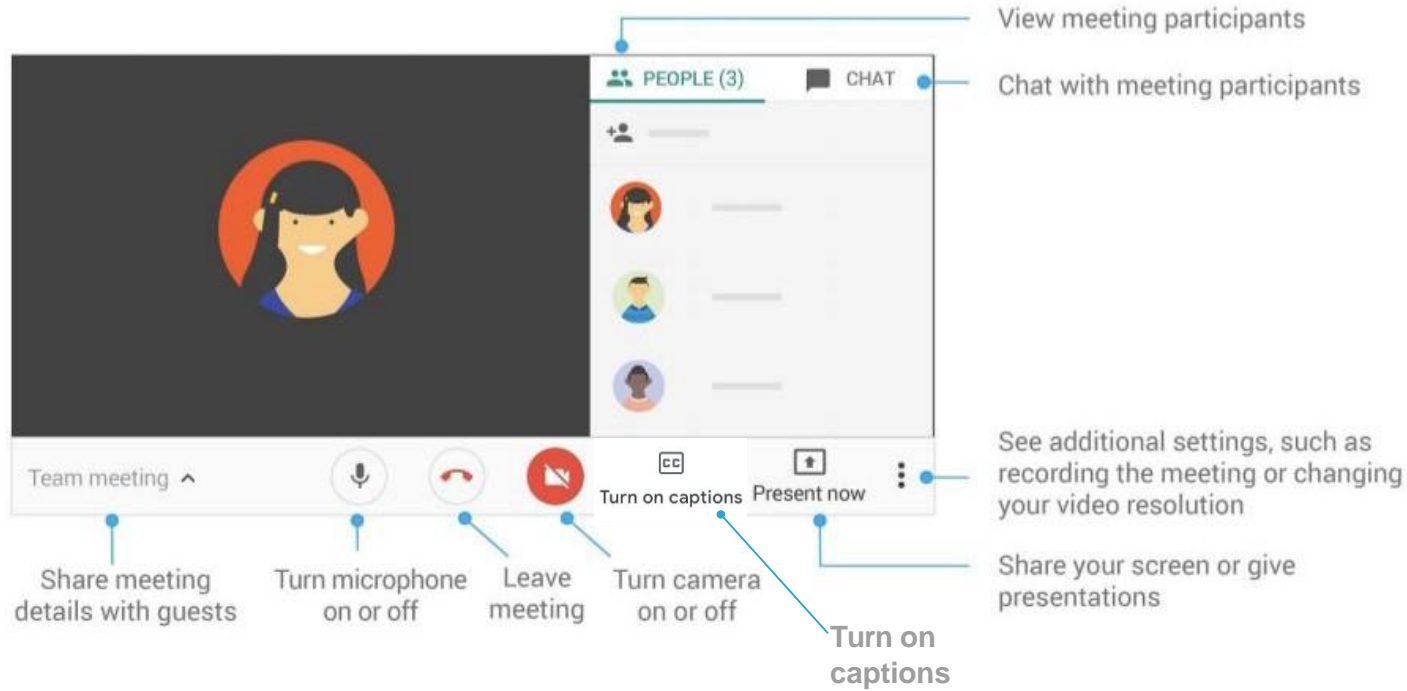 View meeting participants
PEOPLE (3)
CHAT
Chat with meeting participants
See additional settings, such as
recording the meeting or changing
your video resolution
Team meeting
CC
Turn on captions
Present now
Share meeting
details with guests
Turn microphone
on or off
Leave
meeting
Turn camera
on or off
Share your screen or give
presentations
Turn on
captions